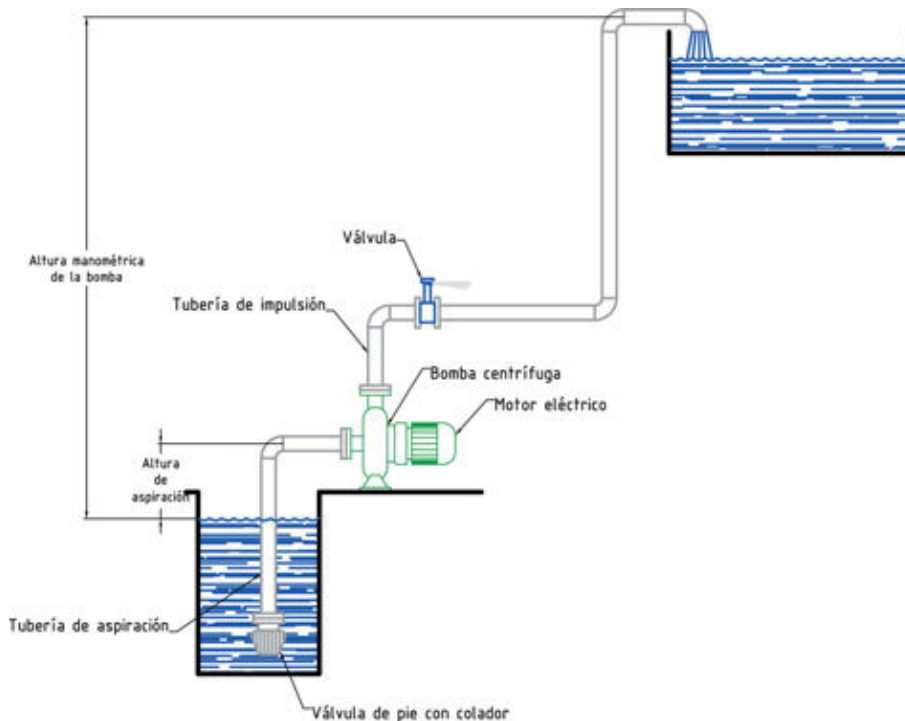 Válvula
Altura manométrica
de la bomba
Tubería de impulsión
Bomba centrífuga
Motor eléctrico
Altura
de
aspiración
Tubería de aspiración
Válvula de pie con colador